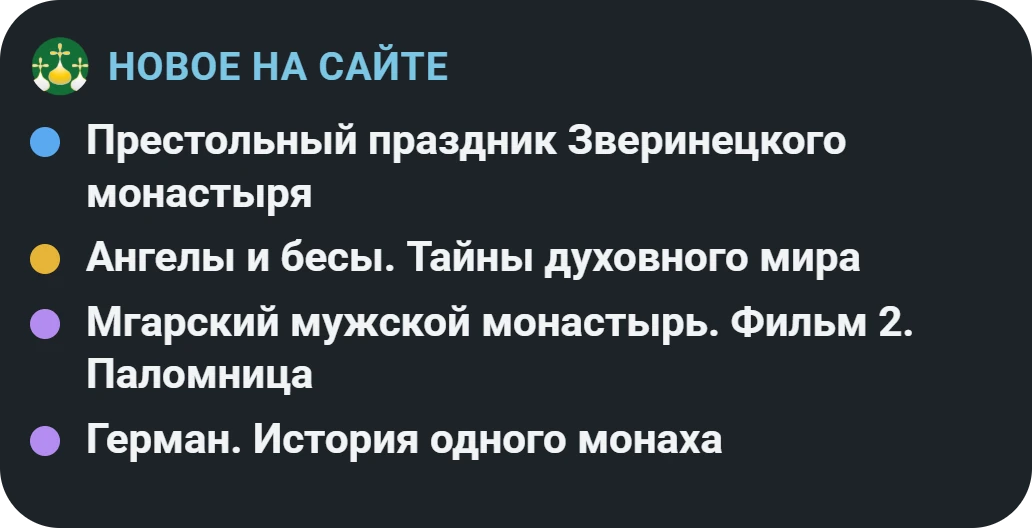 НОВОЕ НА САЙТЕ
Престольный праздник Зверинецкого
монастыря
Ангелы и бесы. Тайны духовного мира
Мгарский мужской монастырь. Фильм 2.
Паломница
Герман. История одного монаха